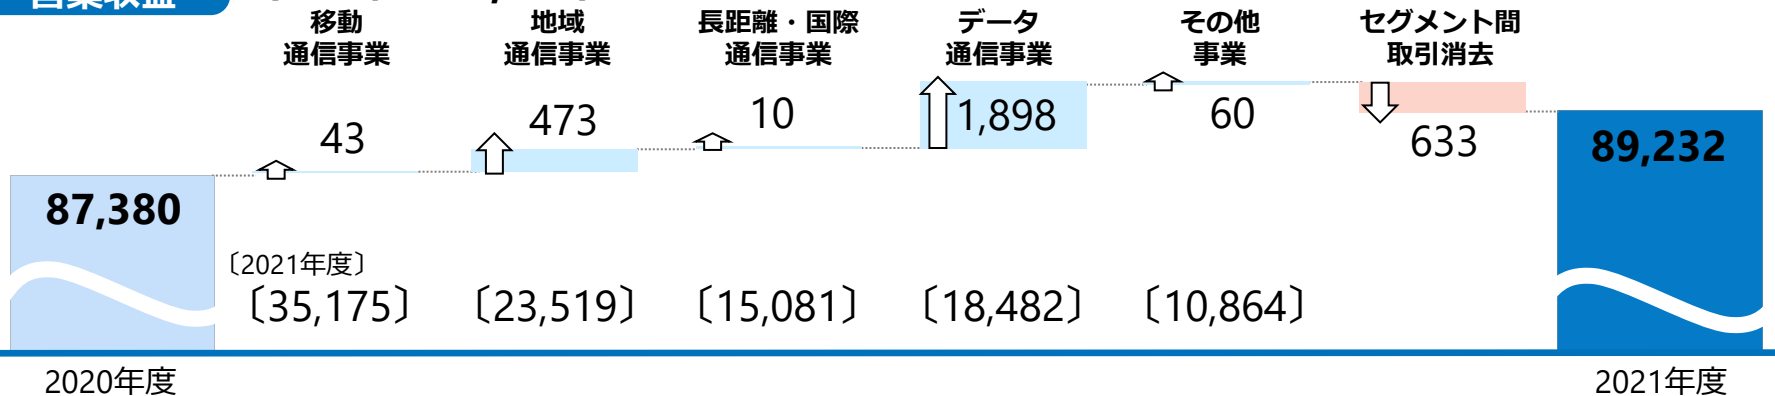 移動
通信事業
地域
通信事業
長距離・国際
通信事業
データ
通信事業
その他
事業
セグメント間
取引消去
43
473
10
1,898
60
633
87,380
89,232
〔2021年度〕
〔35,175〕
〔23,519〕
〔15,081〕
〔18,482〕
〔10,864〕
2020年度
2021年度